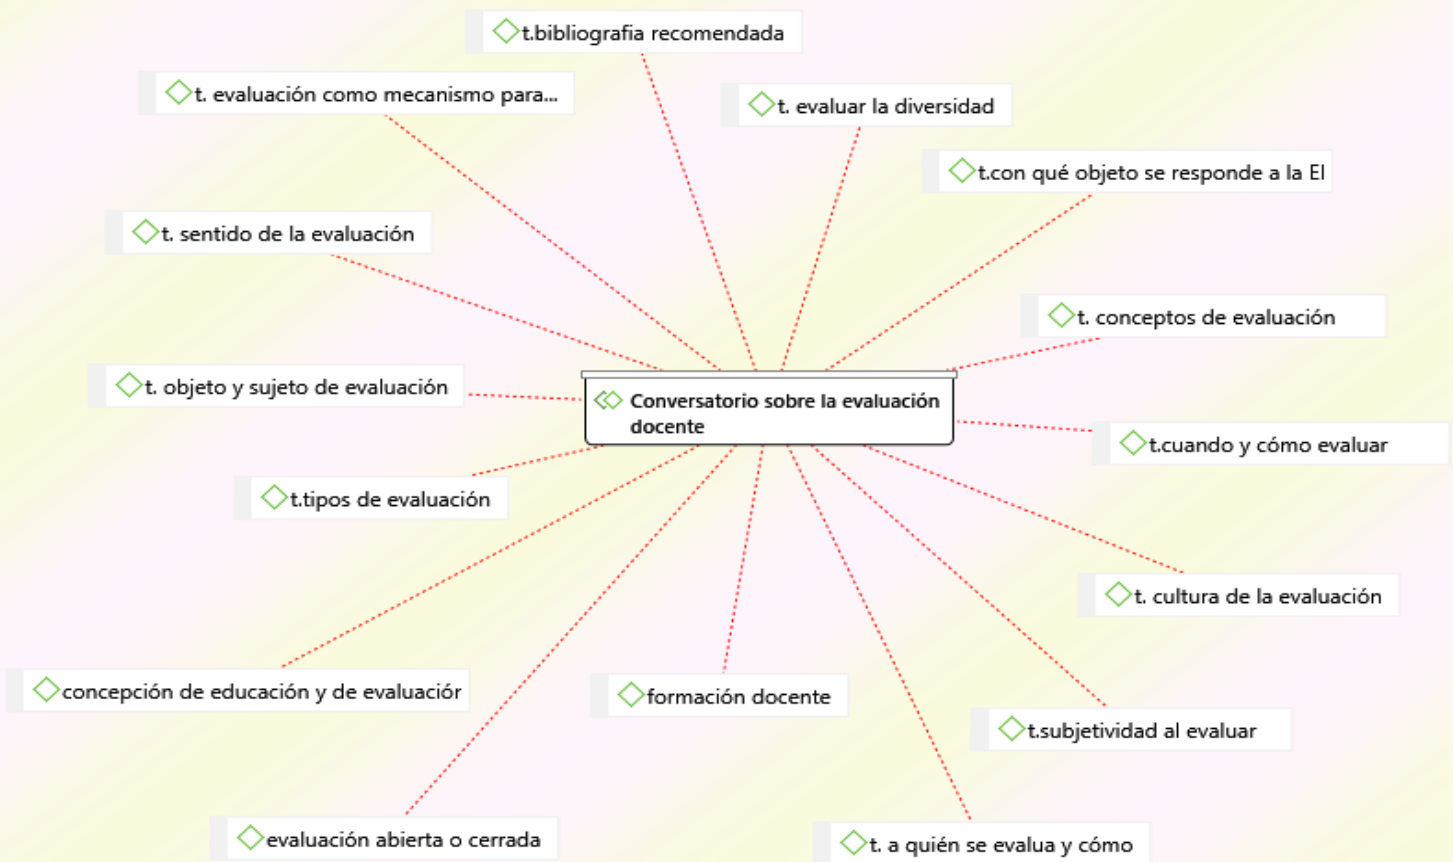 t.bibliografia recomendada
t. evaluación como mecanismo para...
t. evaluar la diversidad
t.con qué objeto se responde a la EI
t. sentido de la evaluación
t. conceptos de evaluación
t. objeto y sujeto de evaluación
Conversatorio sobre la evaluación
docente
t.cuando y cómo evaluar
t.tipos de evaluación
t. cultura de la evaluación
concepción de educación y de
formación docente
t.subjetividad al evaluar
evaluación abierta o cerrada
t. a quién se evalua y cómo